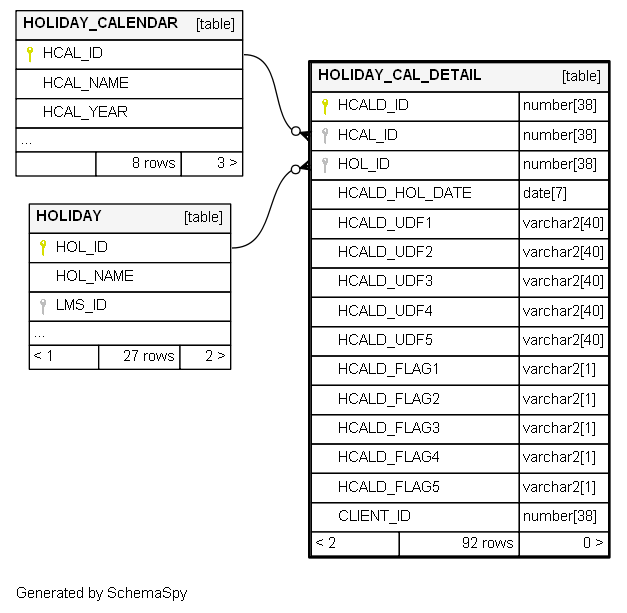 HOLIDAY_CALENDAR [table]
HCAL_ID
HCAL_NAME
HCAL_YEAR
...
8 rows 3 >
HOLIDAY [table]
HOL_ID
HOL_NAME
LMS_ID
...
< 1 27 rows 2 >
HOLIDAY_CAL_DETAIL [table]
HCALD_ID number[38]
HCAL_ID number[38]
HOL_ID number[38]
HCALD_HOL_DATE date[7]
HCALD_UDF1 varchar2[40]
HCALD_UDF2 varchar2[40]
HCALD_UDF3 varchar2[40]
HCALD_UDF4 varchar2[40]
HCALD_UDF5 varchar2[40]
HCALD_FLAG1 varchar2[1]
HCALD_FLAG2 varchar2[1]
HCALD_FLAG3 varchar2[1]
HCALD_FLAG4 varchar2[1]
HCALD_FLAG5 varchar2[1]
CLIENT_ID number[38]
< 2 92 rows 0 >
Generated by SchemaSpy